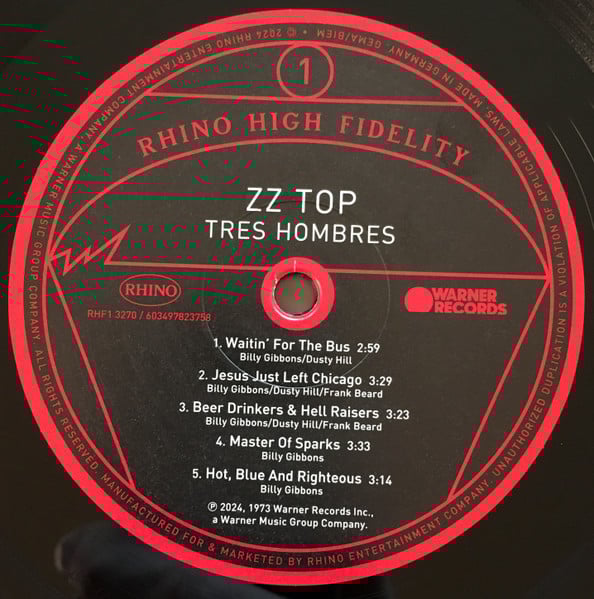 1
RHINO HIGH FIDELITY
ZZ TOP
TRES HOMBRES
RHINO
RHF1 3270 / 603497823758
WARNER
RECORDS
1. Waitin' For The Bus 2:59
Billy Gibbons/Dusty Hill
2. Jesus Just Left Chicago 3:29
Billy Gibbons/Dusty Hill/Frank Beard
3. Beer Drinkers & Hell Raisers 3:23
Billy Gibbons/Dusty Hill/Frank Beard
4. Master Of Sparks 3:33
Billy Gibbons
5. Hot, Blue And Righteous 3:14
Billy Gibbons
℗ 2024, 1973 Warner Records Inc.,
a Warner Music Group Company.
© 2024 RHINO ENTERTAINMENT COMPANY, A WARNER MUSIC GROUP COMPANY. ALL RIGHTS RESERVED. MANUFACTURED FOR & MARKETED BY RHINO ENTERTAINMENT COMPANY. UNAUTHORIZED DUPLICATION IS A VIOLATION OF APPLICABLE LAWS. MADE IN GERMANY. GEMA/BIEM •